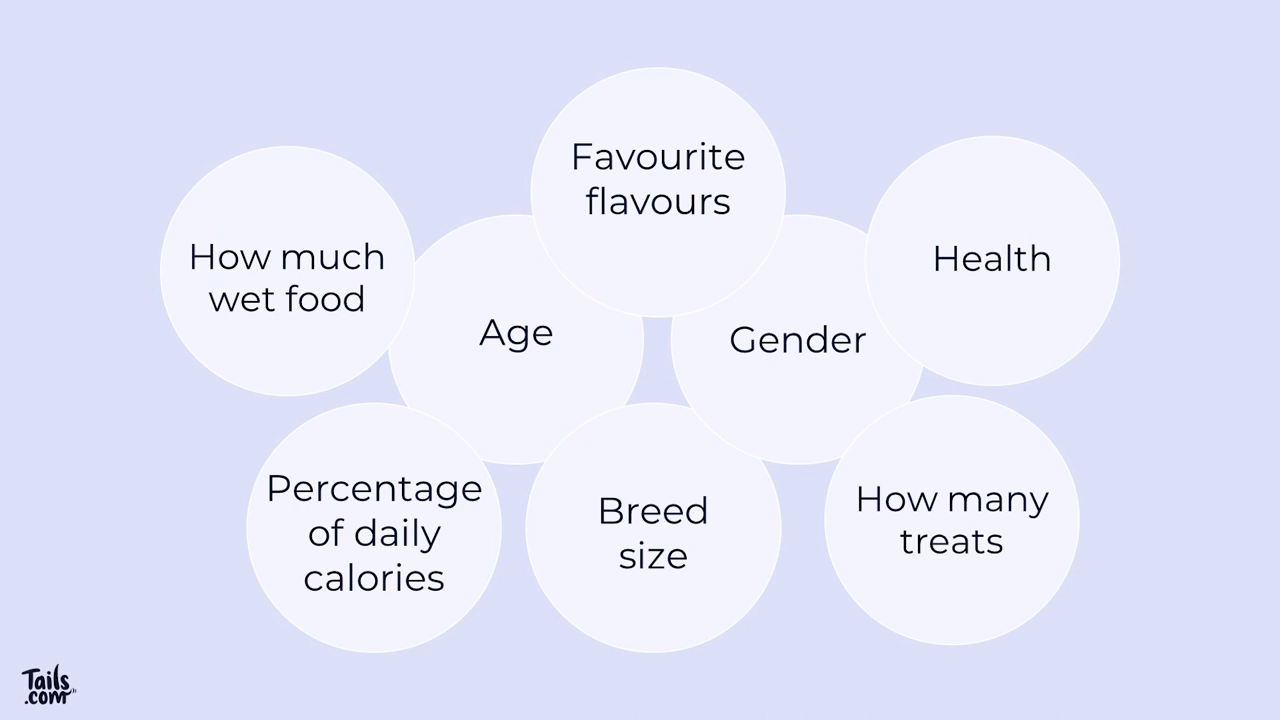 Favourite
flavours
How much
wet food
Health
Age
Gender
Percentage
of daily
calories
Breed
size
How many
treats
Tails
.com